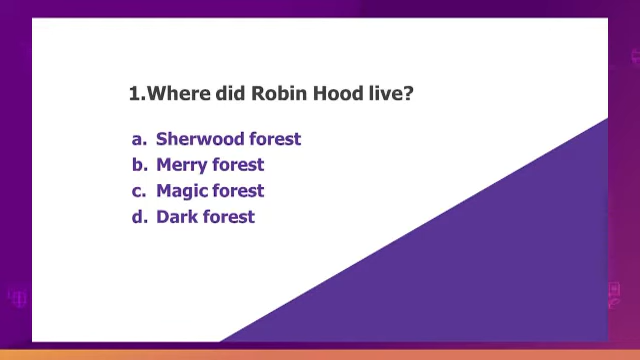 1.Where did Robin Hood live?
a. Sherwood forest
b. Merry forest
c. Magic forest
d. Dark forest